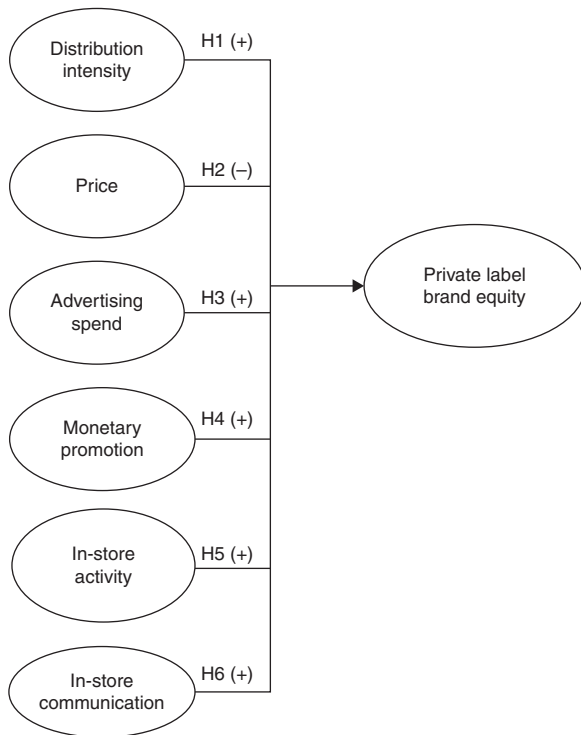 Distribution
intensity
H1 (+)
Price
H2 (–)
Advertising
spend
H3 (+)
Monetary
promotion
H4 (+)
In-store
activity
H5 (+)
In-store
communication
H6 (+)
Private label
brand equity